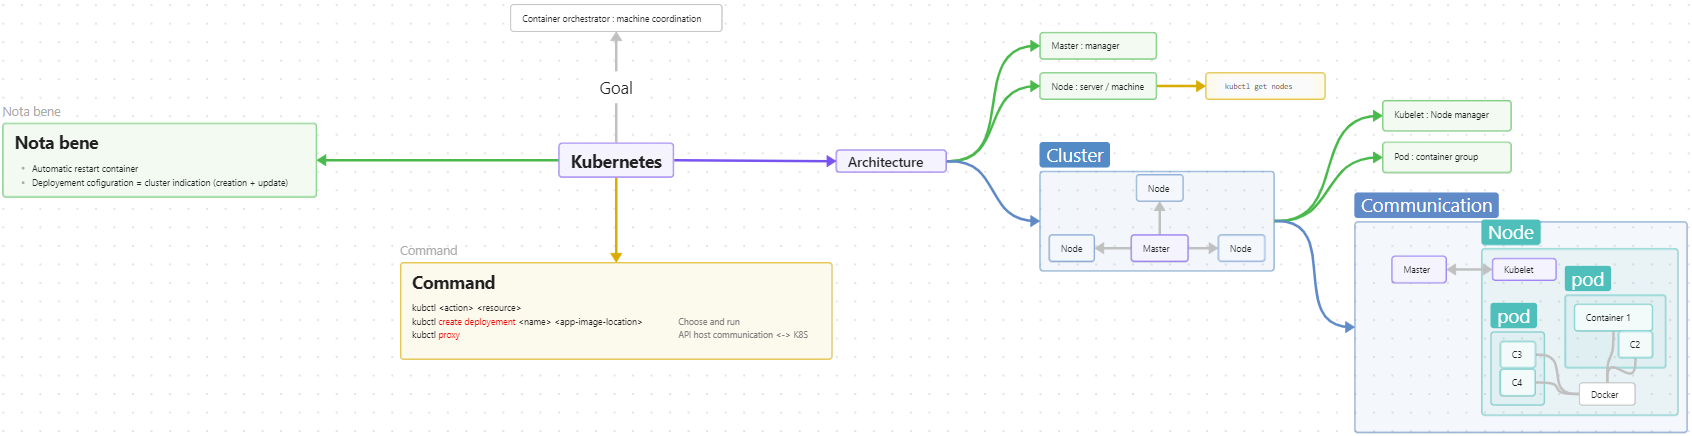 Container orchestrator : machine coordination
Goal
Kubernetes
Nota bene
Nota bene
Automatic restart container
Deployement cofiguration = cluster indication (creation + update)
Command
Command
kubctl <action> <resource>
kubctl create deployement <name> <app-image-location> Choose and run
kubctl proxy API host communication <-> K8S
Architecture
Master : manager
Node : server / machine
kubctl get nodes
Cluster
Node
Node
Master
Node
Kubelet : Node manager
Pod : container group
Communication
Node
Master
Kubelet
pod
Container 1
C2
pod
C3
C4
Docker